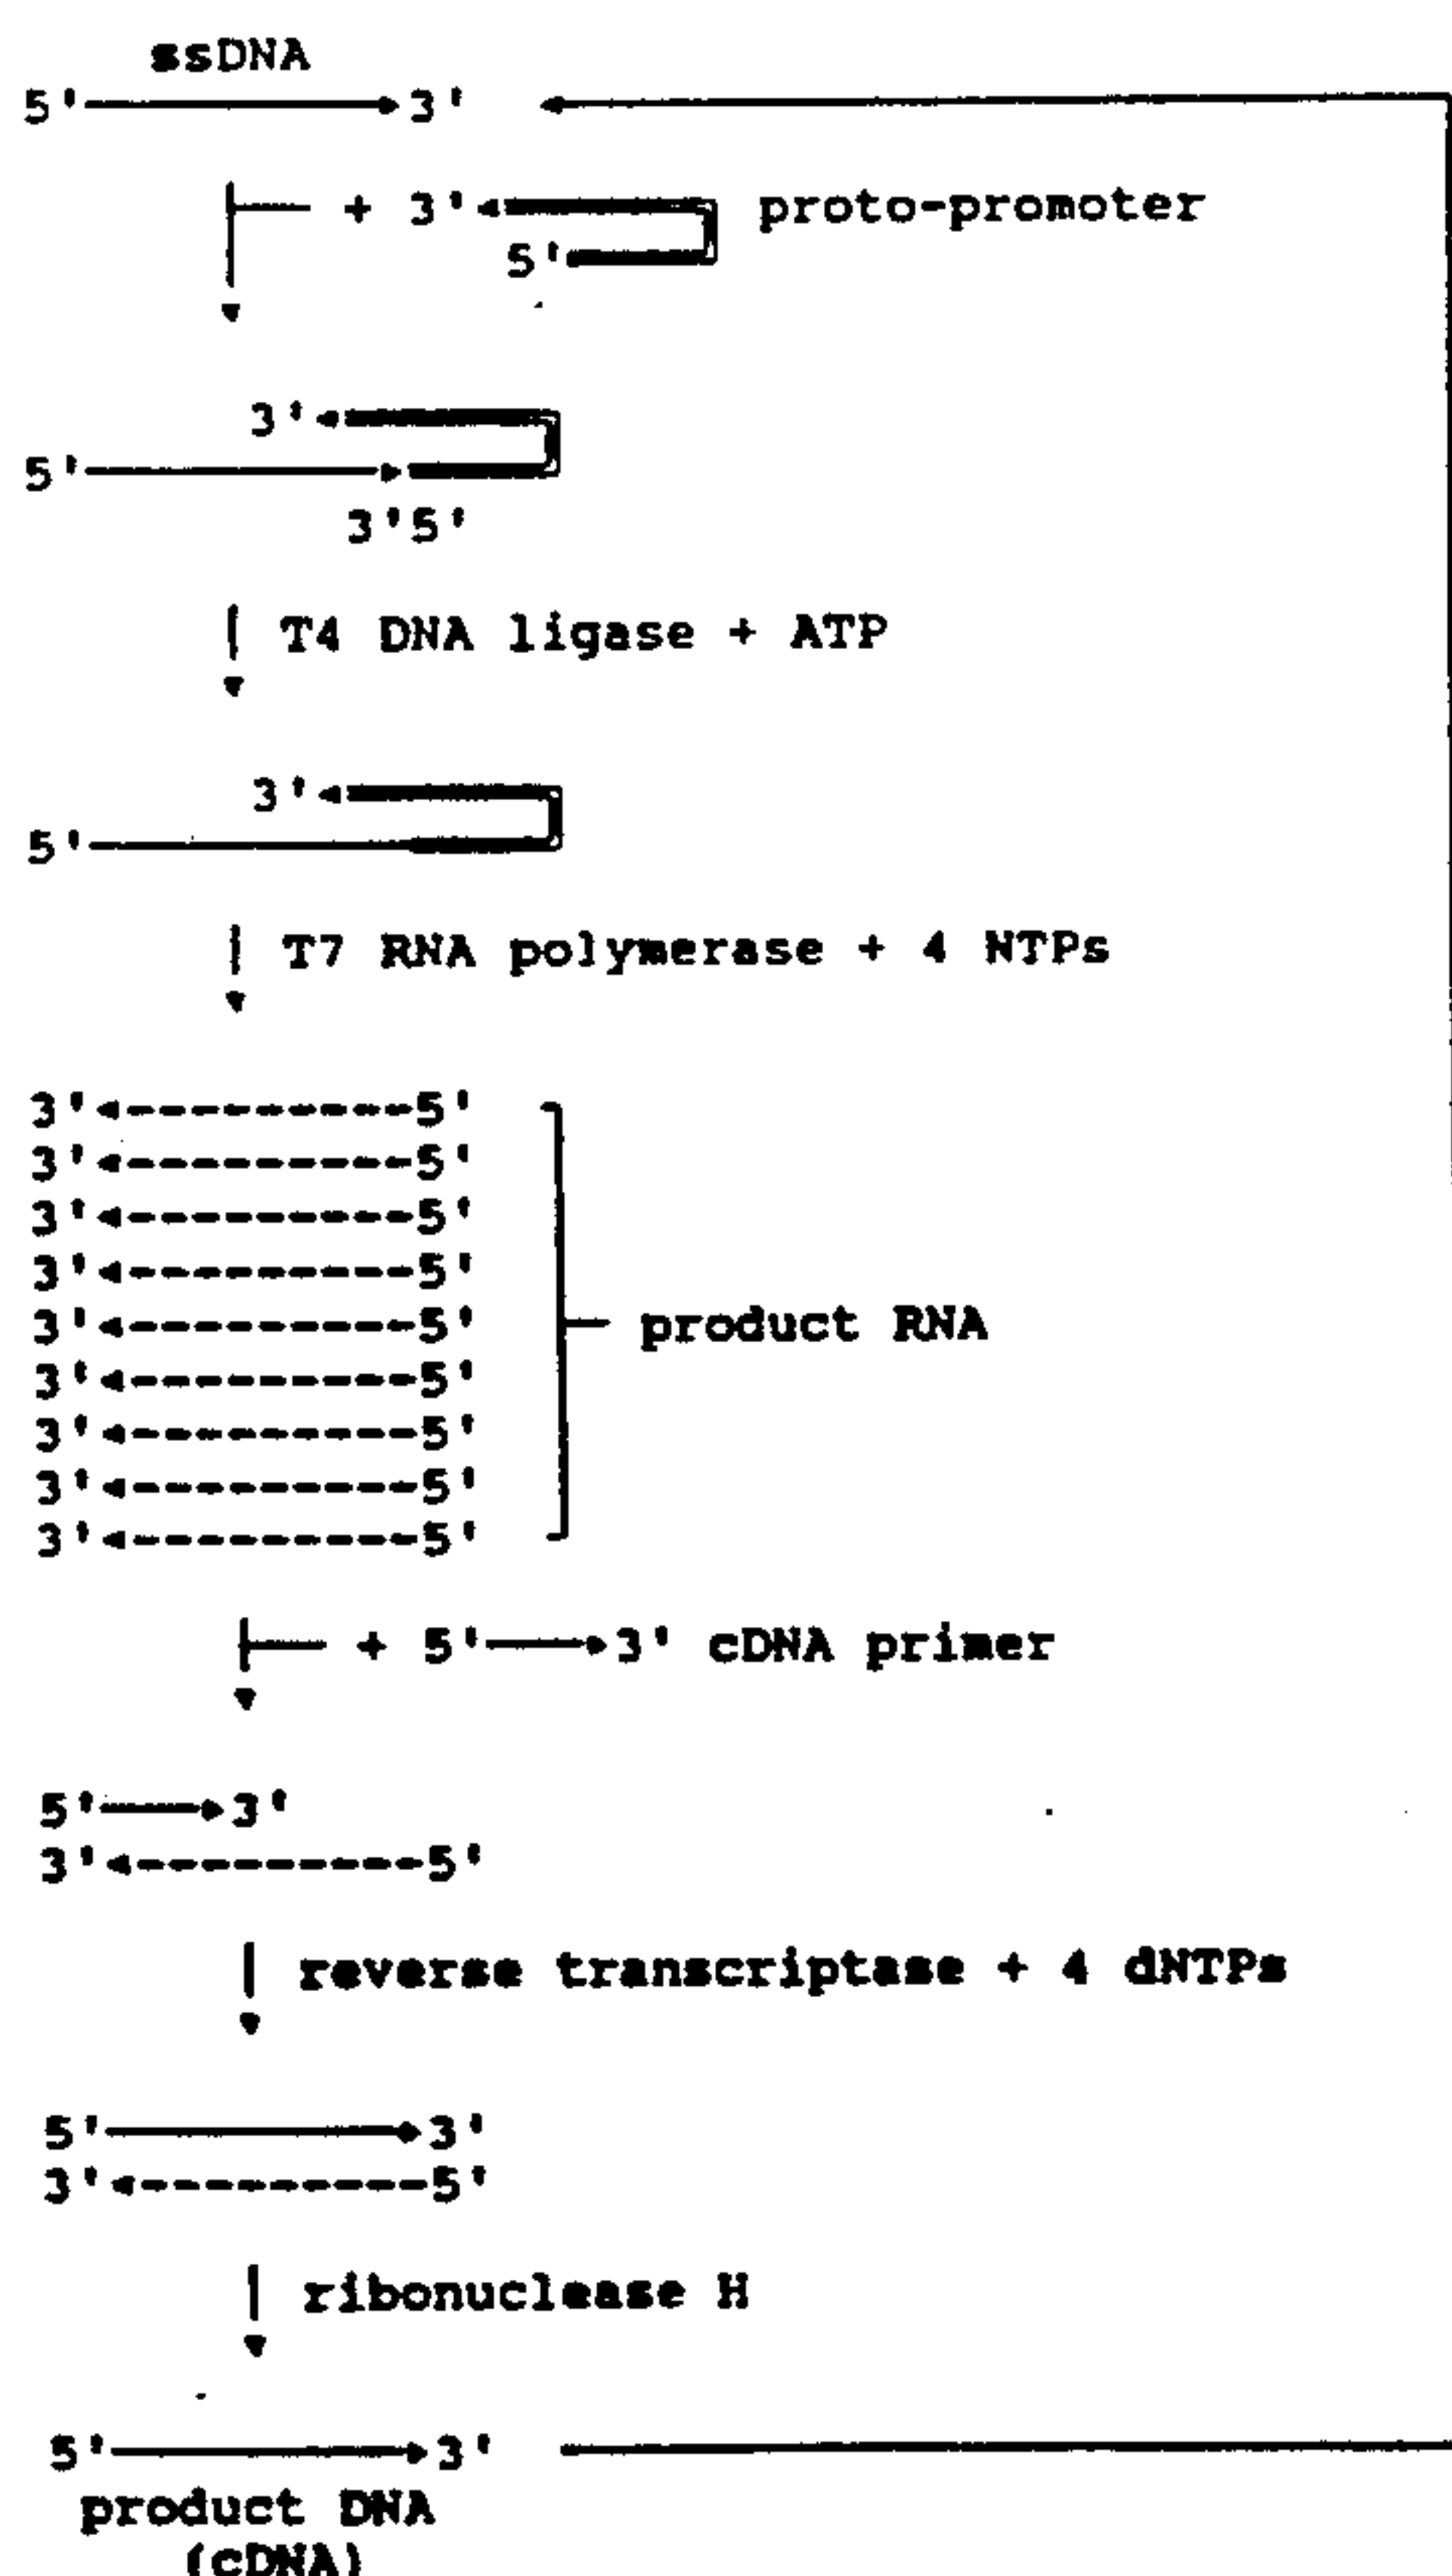 ssDNA
5' 3'
+ 3' proto-promoter
5'
3'
5'
3'5'
T4 DNA ligase + ATP
3'
5'
T7 RNA polymerase + 4 NTPs
3' 5'
3' 5'
3' 5'
3' 5'
3' 5' product RNA
3' 5'
3' 5'
3' 5'
3' 5'
+ 5' 3' cDNA primer
5' 3'
3' 5'
reverse transcriptase + 4 dNTPs
5' 3'
3' 5'
ribonuclease H
5' 3'
product DNA
(cDNA)